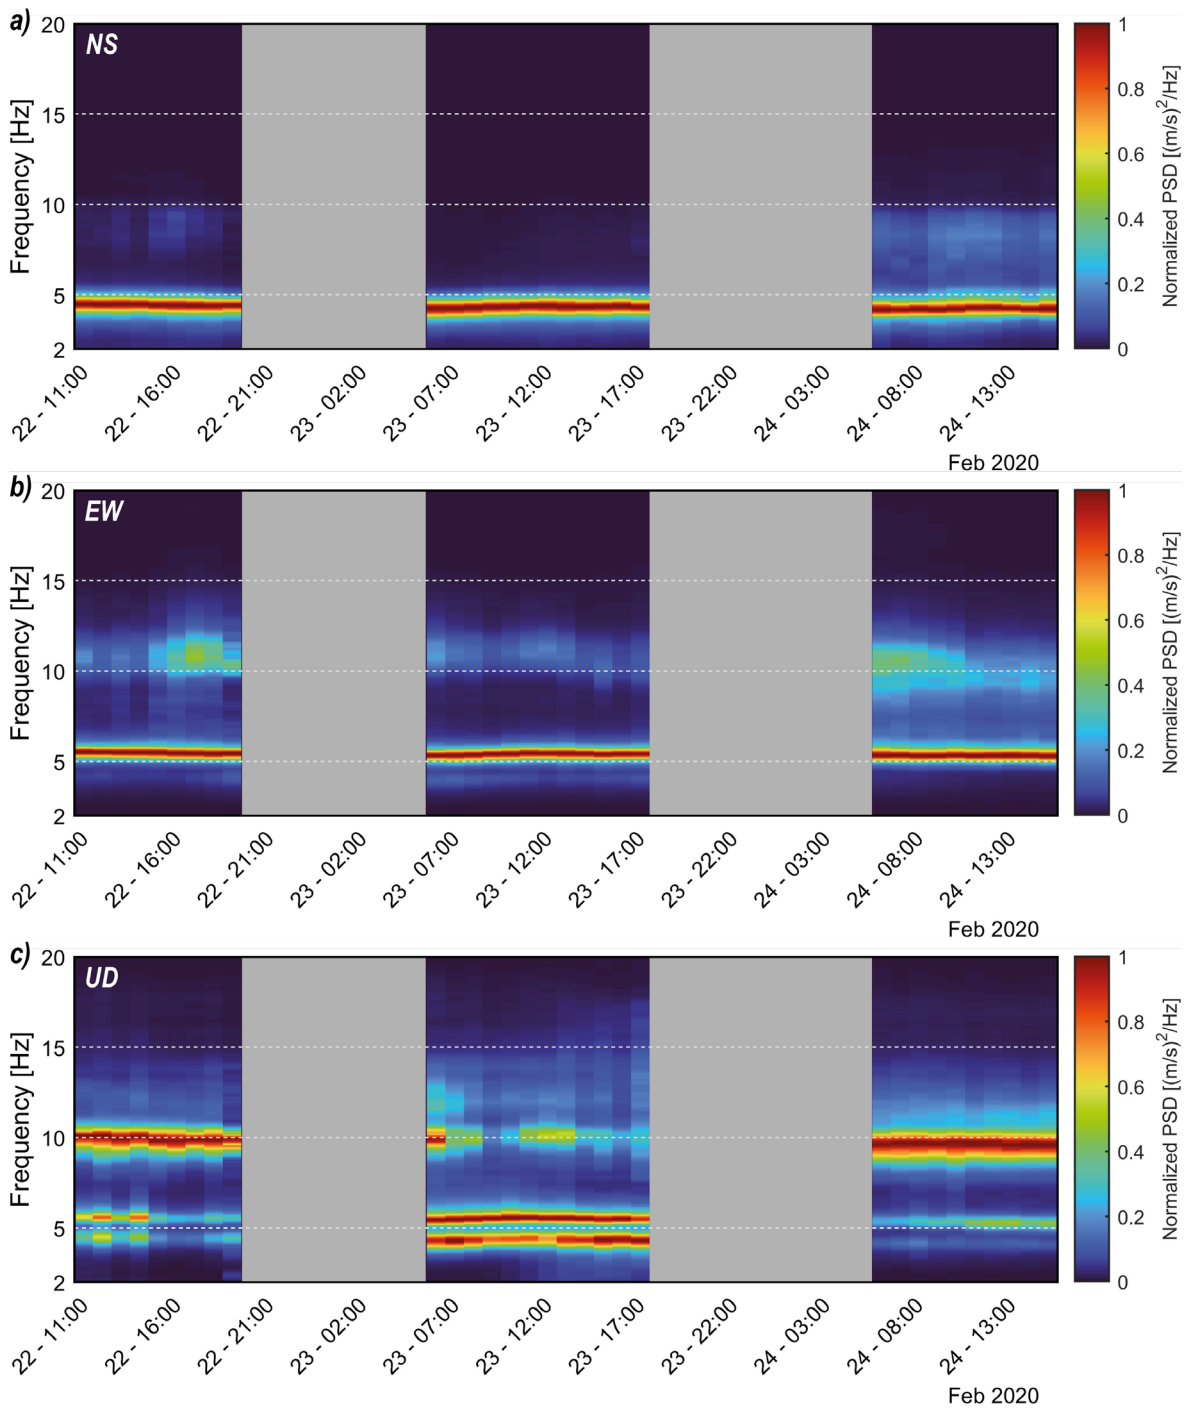 a)
NS
20
15
10
5
2
Frequency [Hz]
22 - 11:00
22 - 16:00
22 - 21:00
23 - 02:00
23 - 07:00
23 - 12:00
23 - 17:00
23 - 22:00
24 - 03:00
24 - 08:00
24 - 13:00
Feb 2020
1
0.8
0.6
0.4
0.2
0
Normalized PSD [(m/s)²/Hz]
b)
EW
20
15
10
5
2
Frequency [Hz]
22 - 11:00
22 - 16:00
22 - 21:00
23 - 02:00
23 - 07:00
23 - 12:00
23 - 17:00
23 - 22:00
24 - 03:00
24 - 08:00
24 - 13:00
Feb 2020
1
0.8
0.6
0.4
0.2
0
Normalized PSD [(m/s)²/Hz]
c)
UD
20
15
10
5
2
Frequency [Hz]
22 - 11:00
22 - 16:00
22 - 21:00
23 - 02:00
23 - 07:00
23 - 12:00
23 - 17:00
23 - 22:00
24 - 03:00
24 - 08:00
24 - 13:00
Feb 2020
1
0.8
0.6
0.4
0.2
0
Normalized PSD [(m/s)²/Hz]